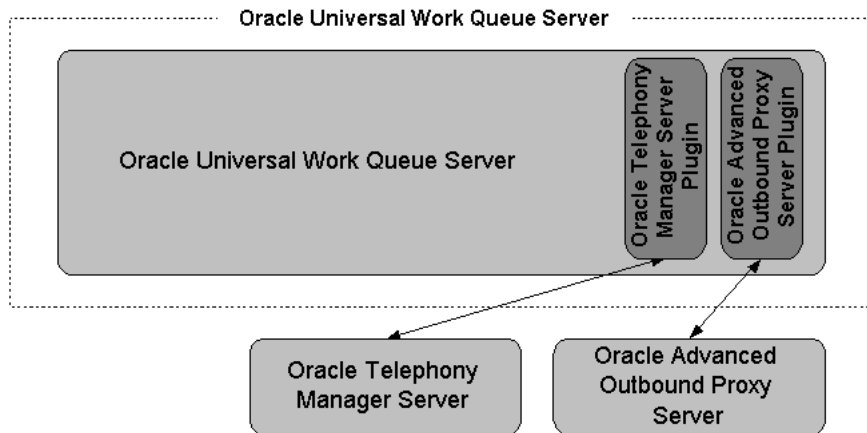 Oracle Universal Work Queue Server
Oracle Universal Work Queue Server
Oracle Telephony
Manager Server
Plugin
Oracle Advanced
Outbound Proxy
Server Plugin
Oracle Telephony
Manager Server
Oracle Advanced
Outbound Proxy
Server